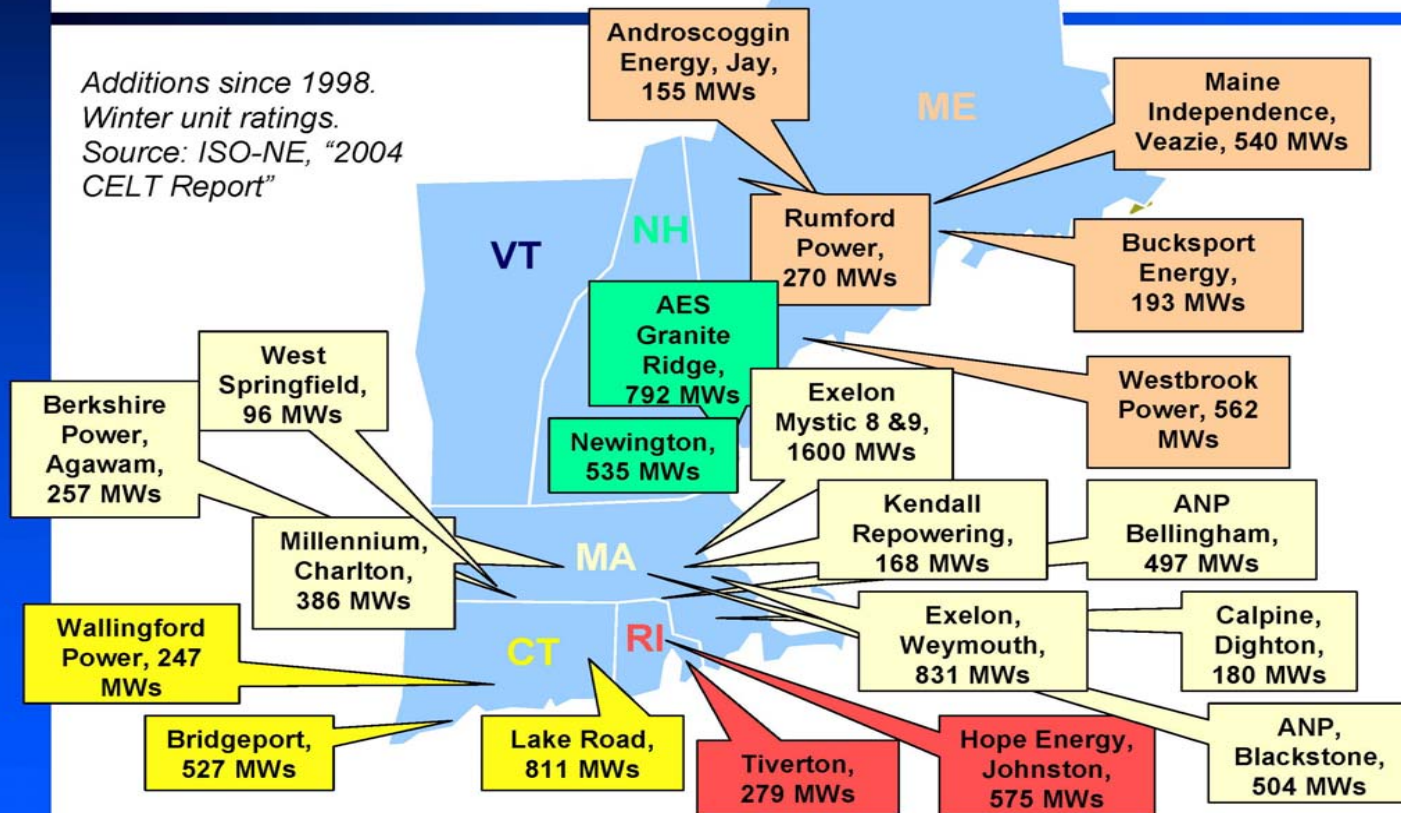 Additions since 1998.
Winter unit ratings.
Source: ISO-NE, “2004
CELT Report”
Androscoggin
Energy, Jay,
155 MWs
ME
Maine
Independence,
Veazie, 540 MWs
Rumford
Power,
270 MWs
Bucksport
Energy,
193 MWs
VT
NH
AES
Granite
Ridge,
792 MWs
Westbrook
Power, 562
MWs
Newington,
535 MWs
West
Springfield,
96 MWs
Berkshire
Power,
Agawam,
257 MWs
Exelon
Mystic 8 &9,
1600 MWs
Kendall
Repowering,
168 MWs
ANP
Bellingham,
497 MWs
Millennium,
Charlton,
386 MWs
MA
Exelon,
Weymouth,
831 MWs
Calpine,
Dighton,
180 MWs
Wallingford
Power, 247
MWs
CT
RI
Bridgeport,
527 MWs
Lake Road,
811 MWs
Tiverton,
279 MWs
Hope Energy,
Johnston,
575 MWs
ANP,
Blackstone,
504 MWs